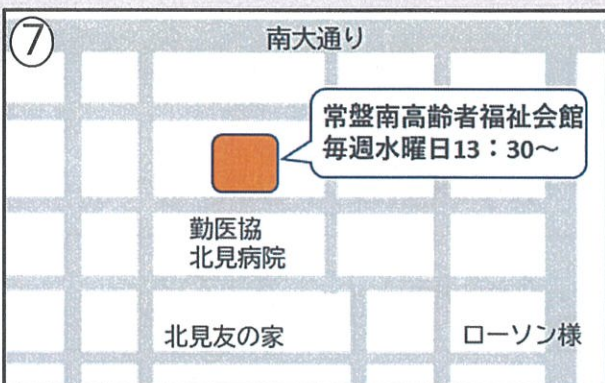 ⑦
南大通り
常盤南高齢者福祉会館
毎週水曜日13：30～
勤医協
北見病院
北見友の家
ローソン様